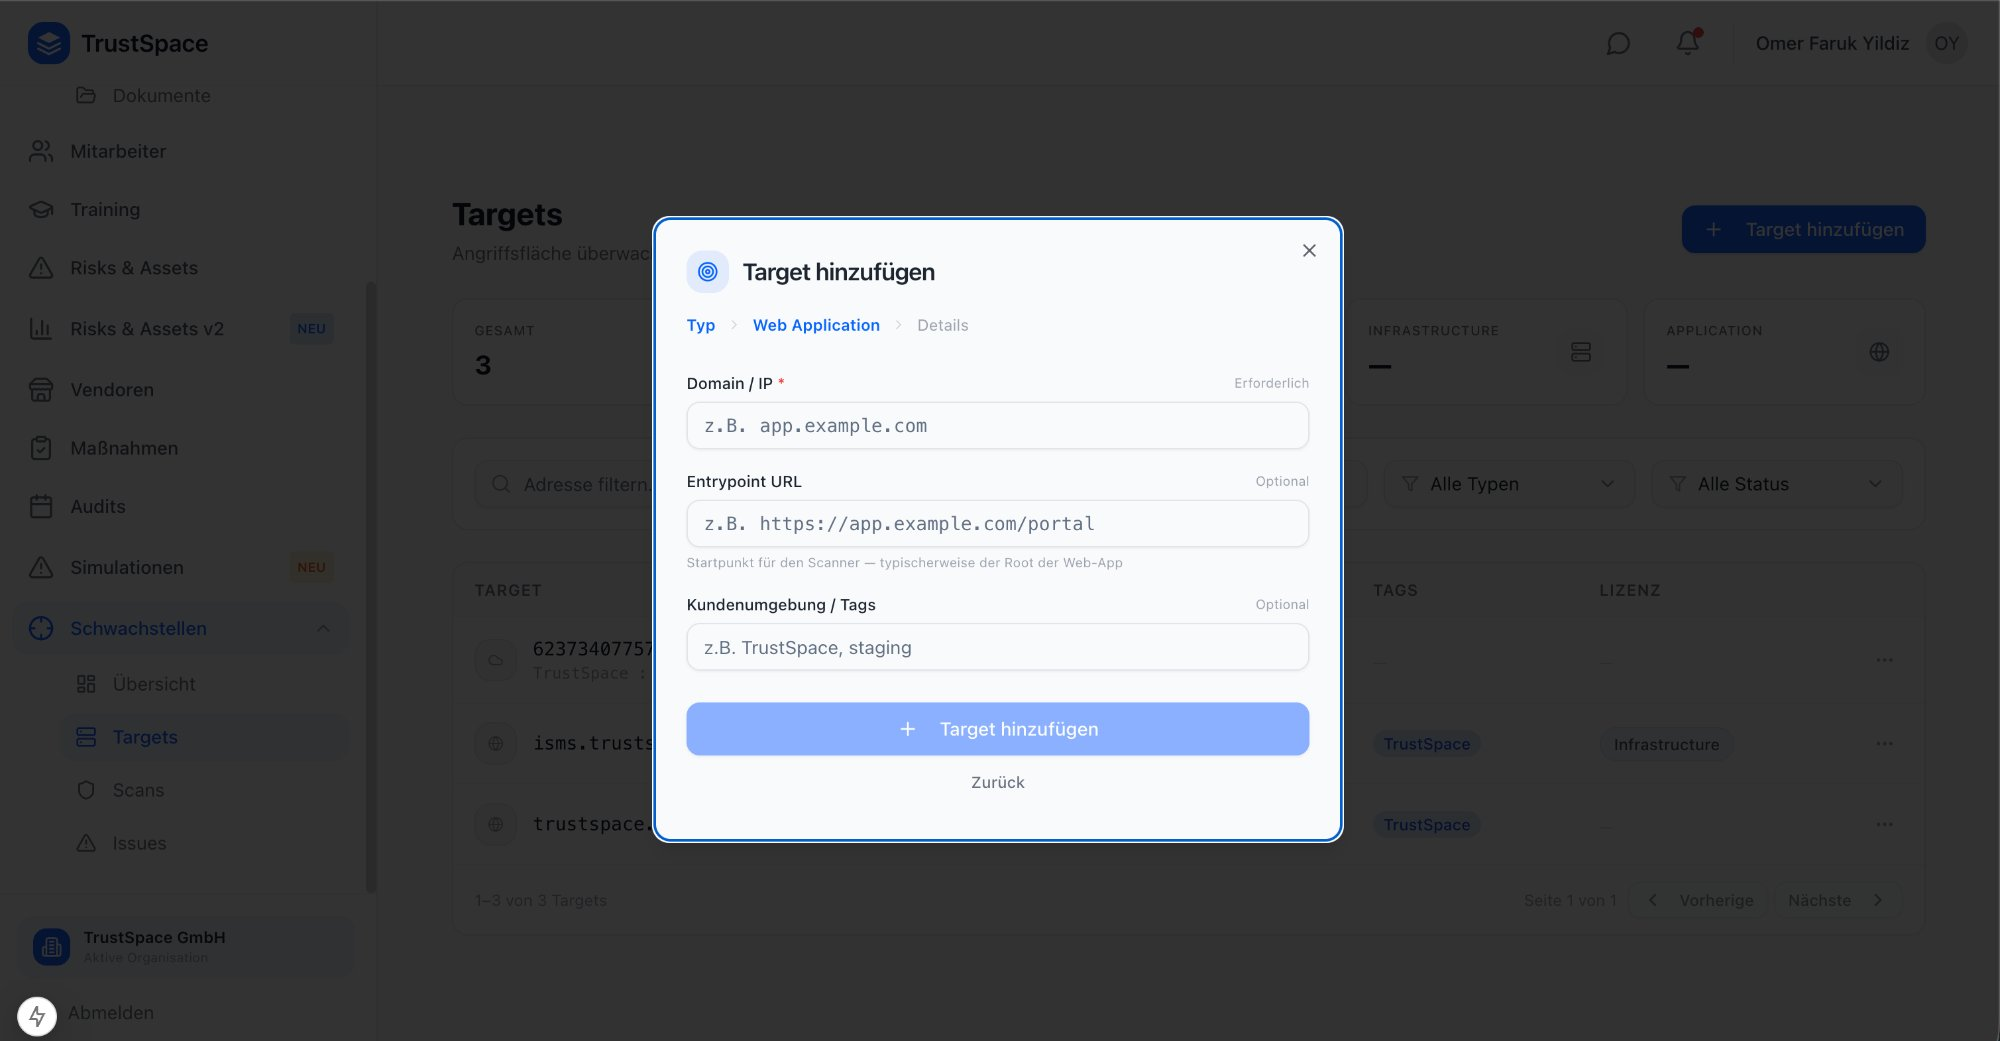 TrustSpace
Omer Faruk Yildiz
OY
Dokumente
Mitarbeiter
Training
Risks & Assets
Risks & Assets v2
NEU
Vendoren
Maßnahmen
Audits
Simulationen
NEU
Schwachstellen
Übersicht
Targets
Scans
Issues
TrustSpace GmbH
Aktive Organisation
Abmelden
Targets
Angriffsfläche
Target hinzufügen
GESAMT
3
INFRASTRUCTURE
—
APPLICATION
—
Adresse filtern.
Alle Typen
Alle Status
TARGET
TAGS
LIZENZ
62373407757
TrustSpace :
—
—
isms.trusts
TrustSpace
Infrastructure
trustspace.
TrustSpace
—
1–3 von 3 Targets
Seite 1 von 1
Vorherige
Nächste
Target hinzufügen
Typ > Web Application > Details
Domain / IP *
Erforderlich
z.B. app.example.com
Entrypoint URL
Optional
z.B. https://app.example.com/portal
Startpunkt für den Scanner — typischerweise der Root der Web-App
Kundenumgebung / Tags
Optional
z.B. TrustSpace, staging
+ Target hinzufügen
Zurück